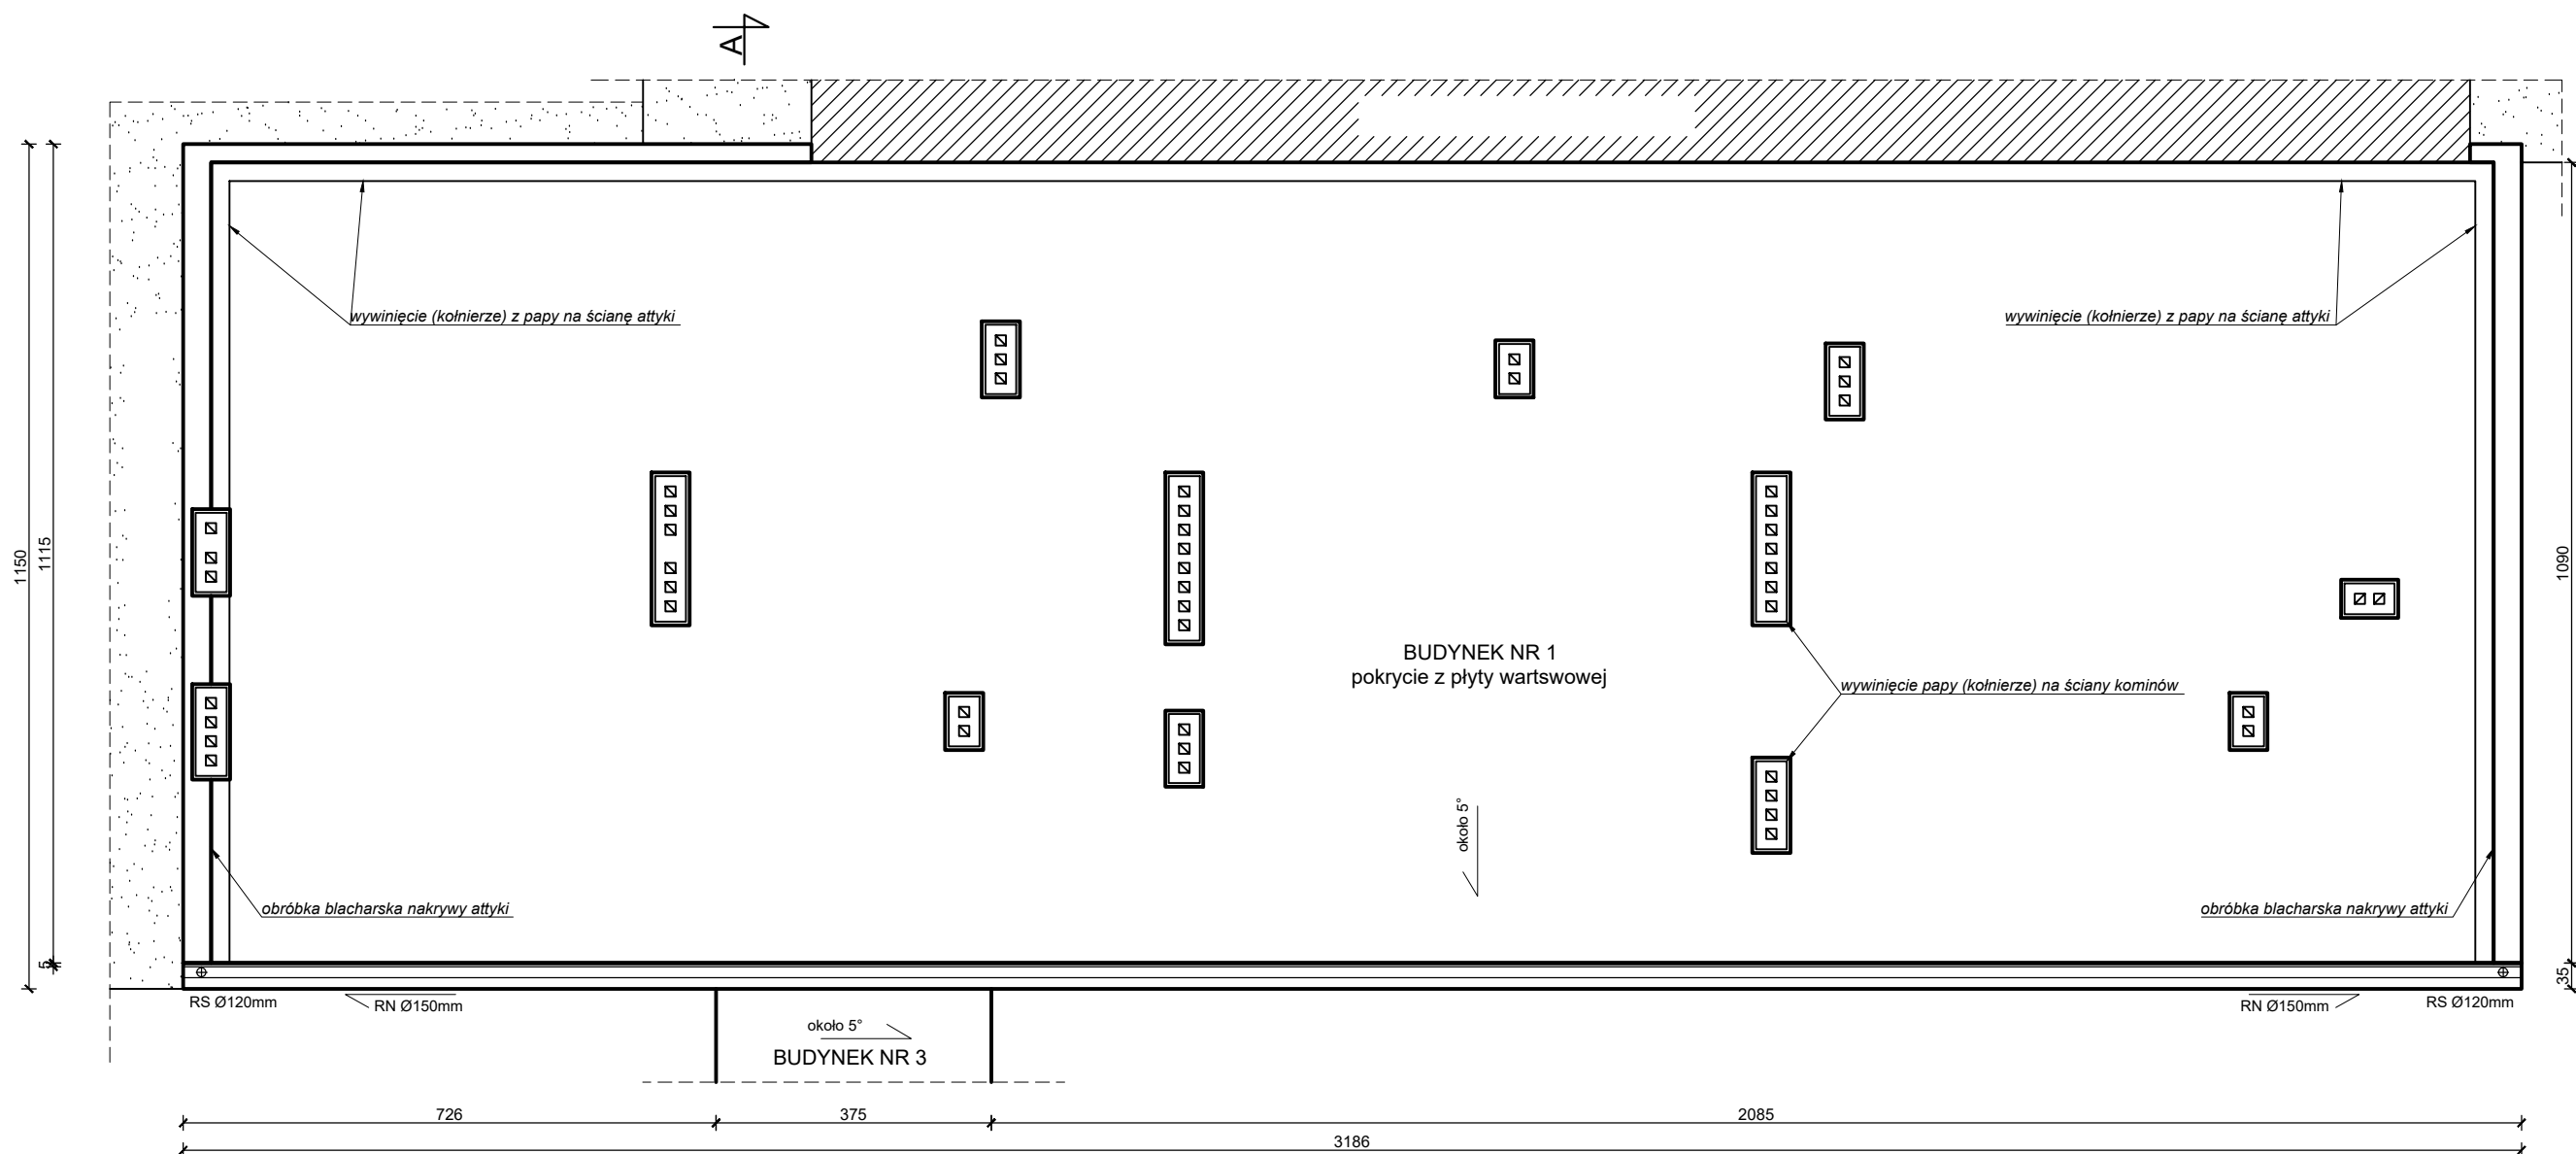 A
wywinięcie (kołnierze) z papy na ścianę attyki
wywinięcie (kołnierze) z papy na ścianę attyki
1150
1115
1090
BUDYNEK NR 1
pokrycie z płyty wartswowej
wywinięcie papy (kołnierze) na ściany kominów
około 5°
obróbka blacharska nakrywy attyki
obróbka blacharska nakrywy attyki
5
35
RS Ø120mm
RN Ø150mm
RN Ø150mm
RS Ø120mm
około 5°
BUDYNEK NR 3
726
375
2085
3186